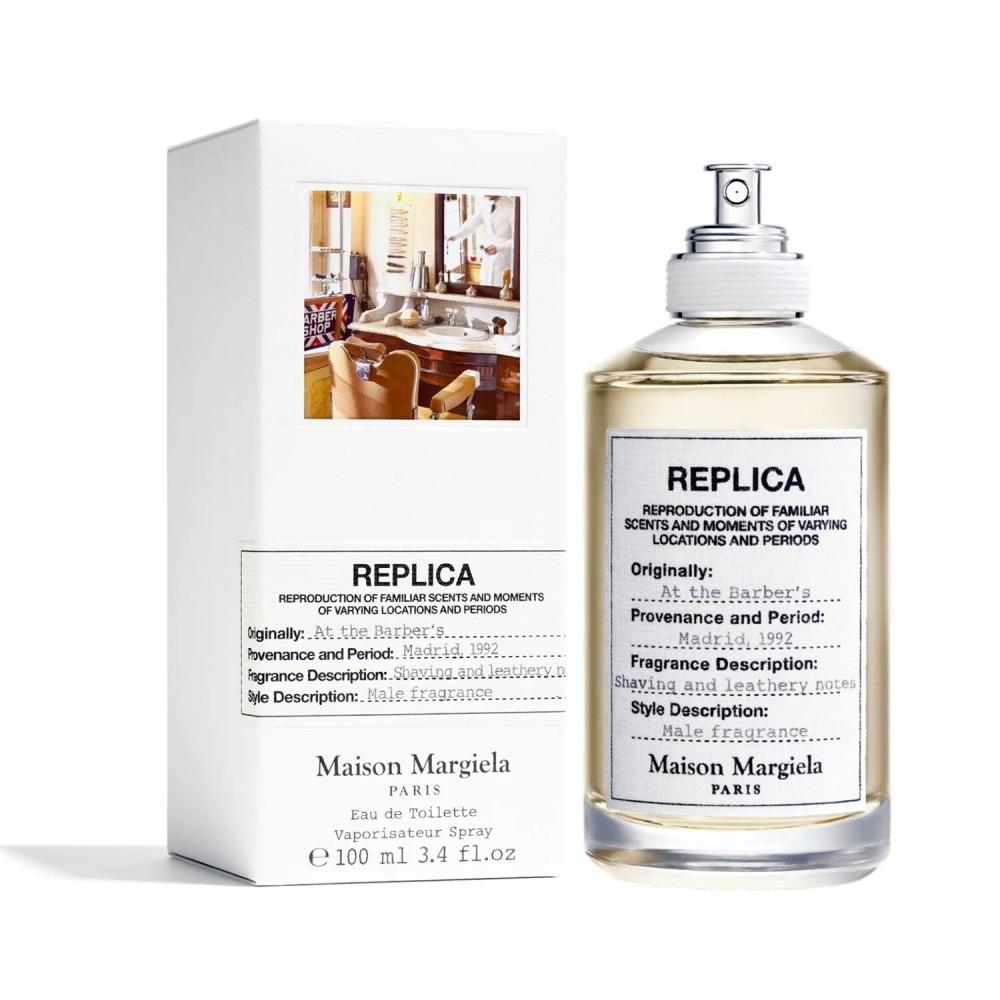 ARBER
SHOP
REPLICA
REPRODUCTION OF FAMILIAR SCENTS AND MOMENTS
OF VARYING LOCATIONS AND PERIODS
Originally: At the Barber's
Provenance and Period: Madrid, 1992
Fragrance Description: Shaving and leathery n
Style Description: Male fragrance
Maison Margiela
PARIS
Eau de Toilette
Vaporisateur Spray
℮ 100 ml 3.4 fl.oz
REPLICA
REPRODUCTION OF FAMILIAR
SCENTS AND MOMENTS OF VARYING
LOCATIONS AND PERIODS
Originally:
At the Barber's
Provenance and Period:
Madrid, 1992
Fragrance Description:
Shaving and leathery notes
Style Description:
Male fragrance
Maison Margiela
PARIS